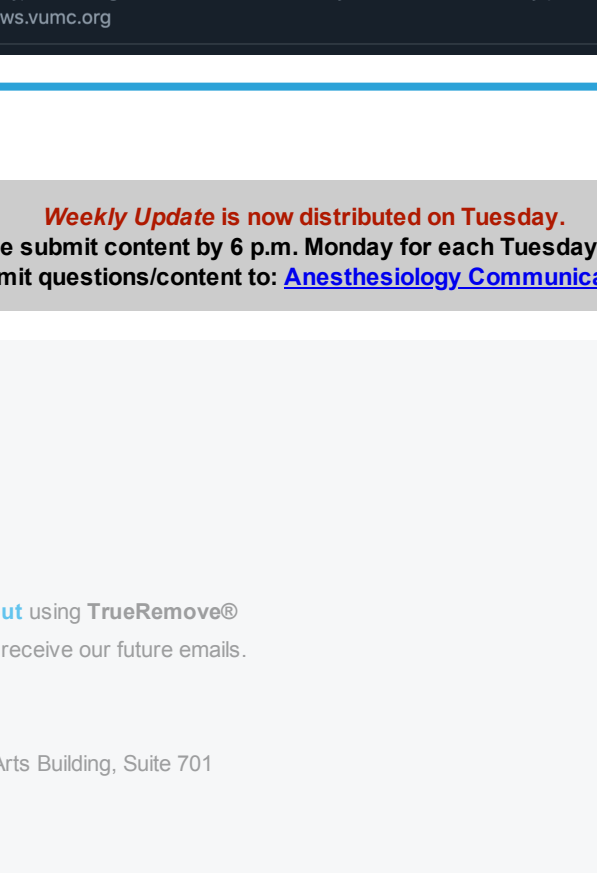 ws.vumc.org
Weekly Update is now distributed on Tuesday.
e submit content by 6 p.m. Monday for each Tuesday
mit questions/content to: Anesthesiology Communica
ut using TrueRemove®
receive our future emails.
Arts Building, Suite 701